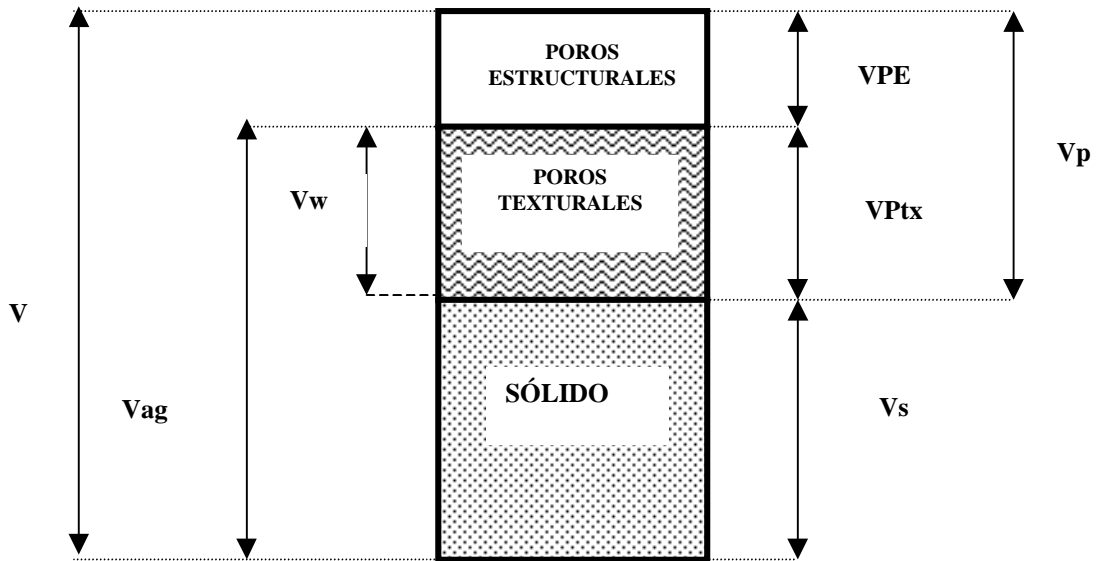 POROS
ESTRUCTURALES
VPE
Vp
POROS
TEXTURALES
Vw
VPtx
V
Vag
SÓLIDO
Vs